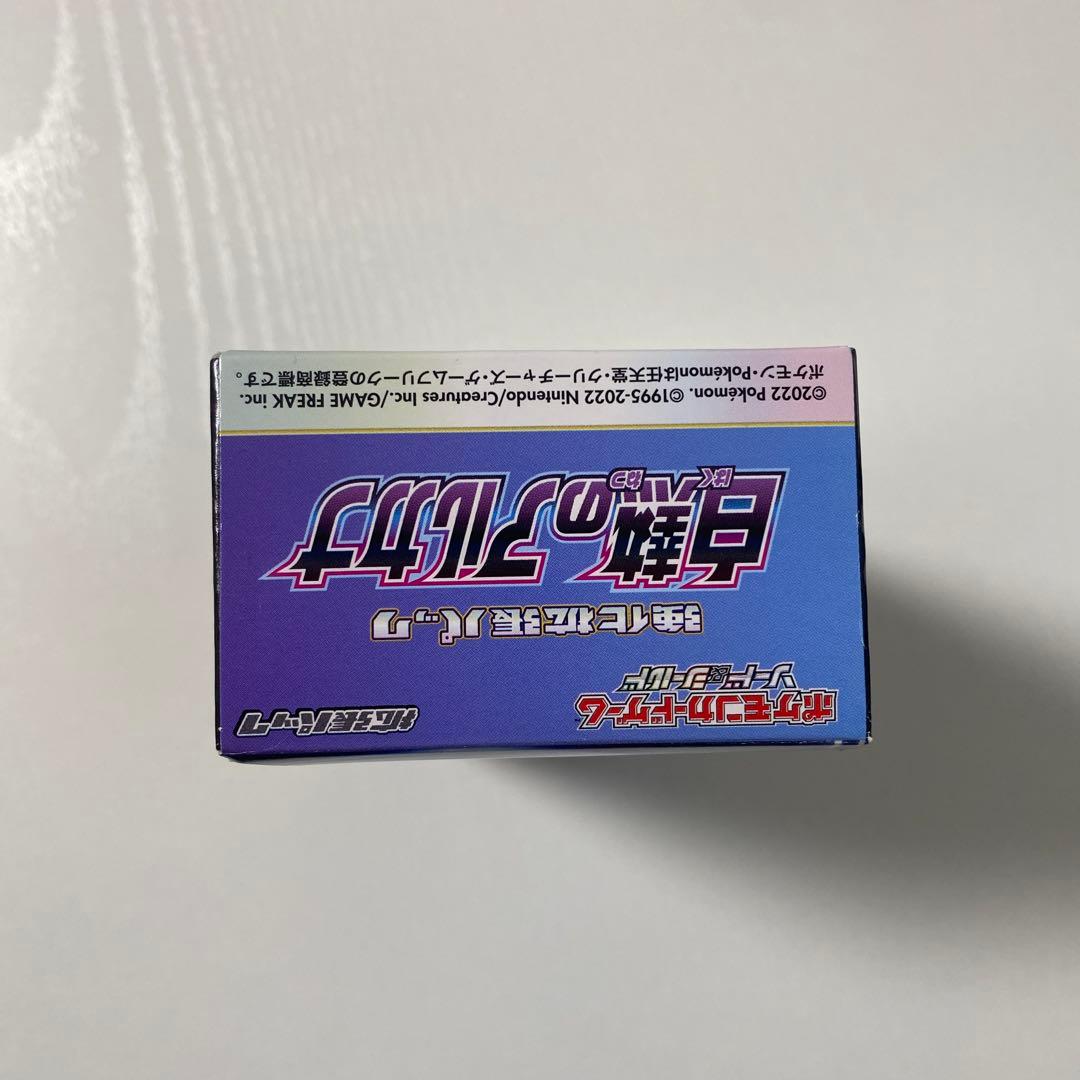 ポケモンカードゲーム
ソード&シールド
拡張パック
強化拡張パック
はくねつ
白熱のアルカナ
©2022 Pokémon. ©1995-2022 Nintendo/Creatures Inc./GAME FREAK inc.
ポケモン・Pokémonは任天堂・クリーチャーズ・ゲームフリークの登録商標です。